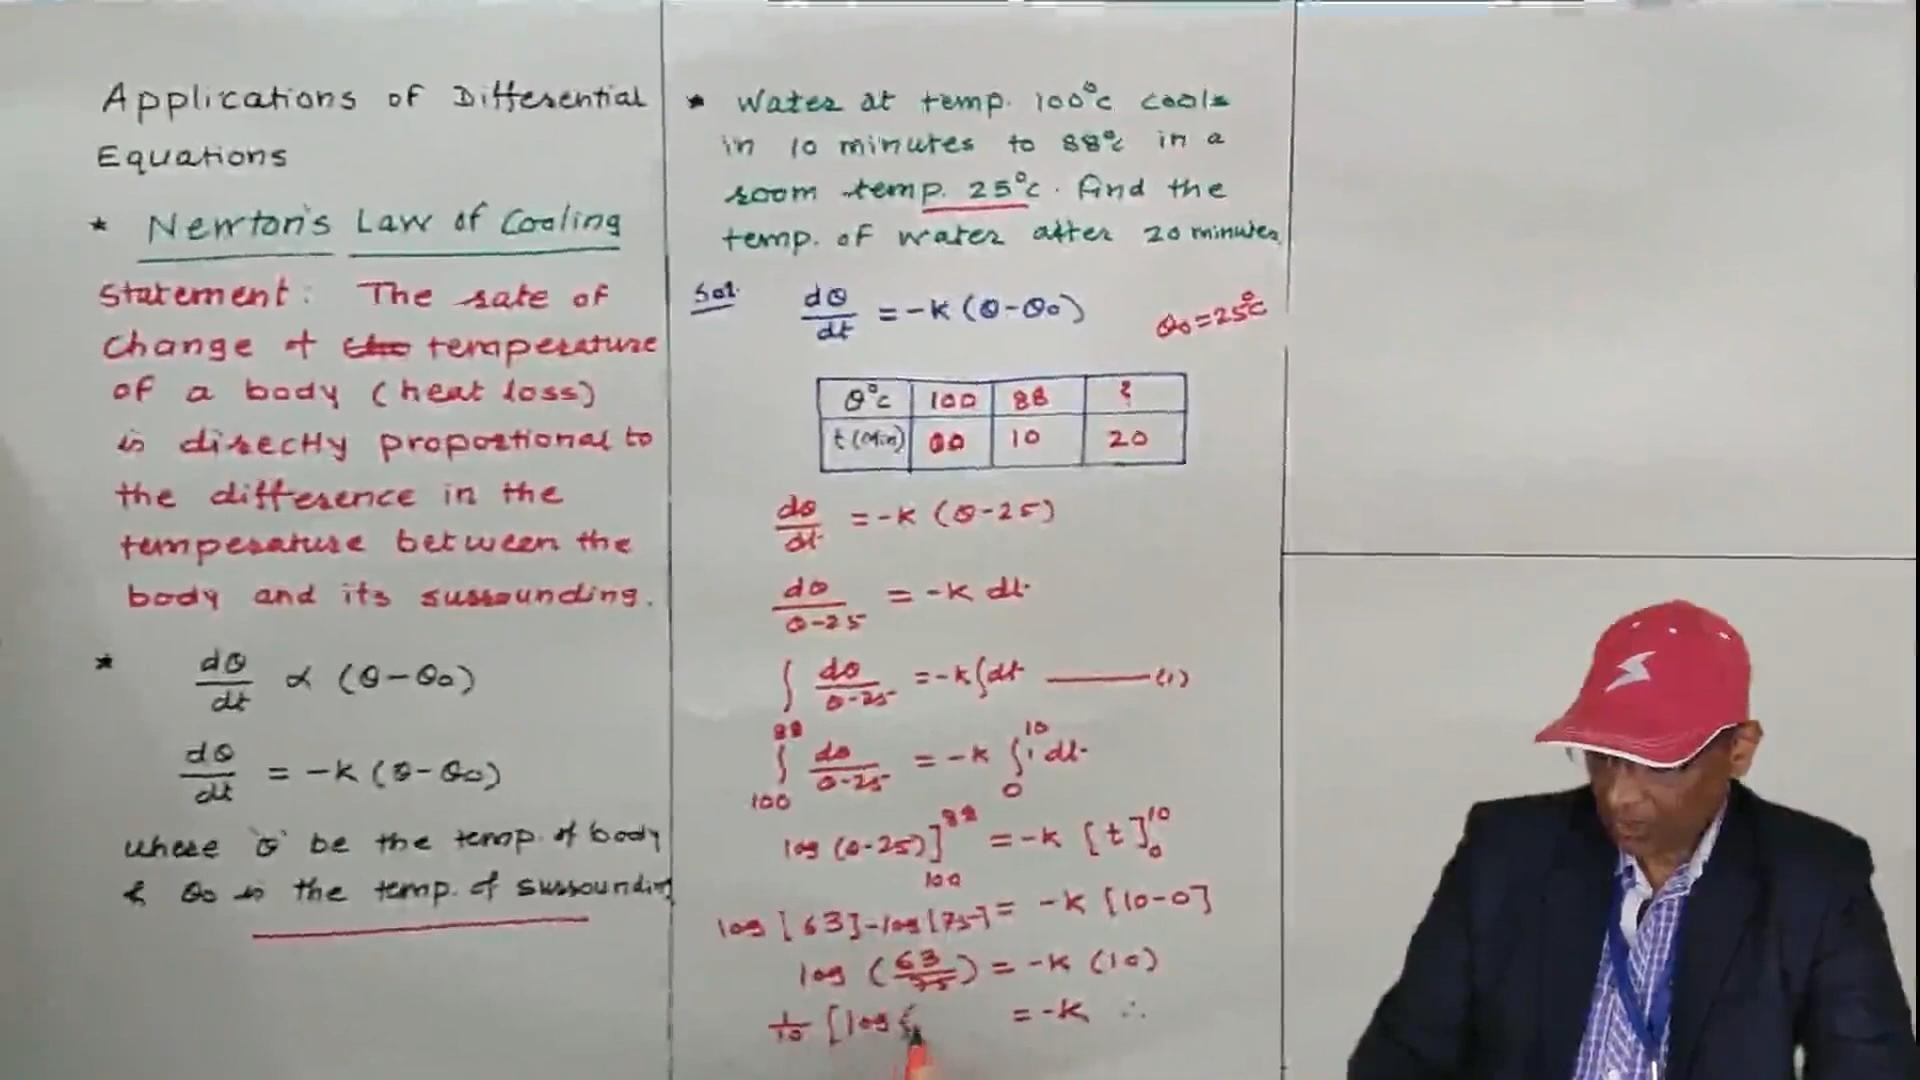 Applications of Differential
Equations
* Newton's Law of Cooling
Statement: The rate of
change of temperature
of a body (heat loss)
is directly proportional to
the difference in the
temperature between the
body and its surrounding.
* dθ/dt ∝ (θ-θ₀)
dθ/dt = -K (θ-θ₀)
where 'θ' be the temp. of body
& θ₀ is the temp. of surrounding
* Water at temp. 100°c cools
in 10 minutes to 88°c in a
room temp. 25°c. Find the
temp. of water after 20 minutes
Sol. dθ/dt = -K (θ-θ₀) θ₀ = 25°C
θ°c 100 88 ?
t(Min) 00 10 20
dθ/dt = -K (θ-25)
dθ/θ-25 = -K dt
∫ dθ/θ-25 = -K∫dt ——— (1)
∫₁₀₀⁸⁸ dθ/θ-25 = -K ∫₀¹⁰ 1 dt
log (θ-25)]₁₀₀⁸⁸ = -K [t]₀¹⁰
log [63]-log[75] = -K [10-0]
log (63/75) = -K (10)
1/10 [log = -K ∴